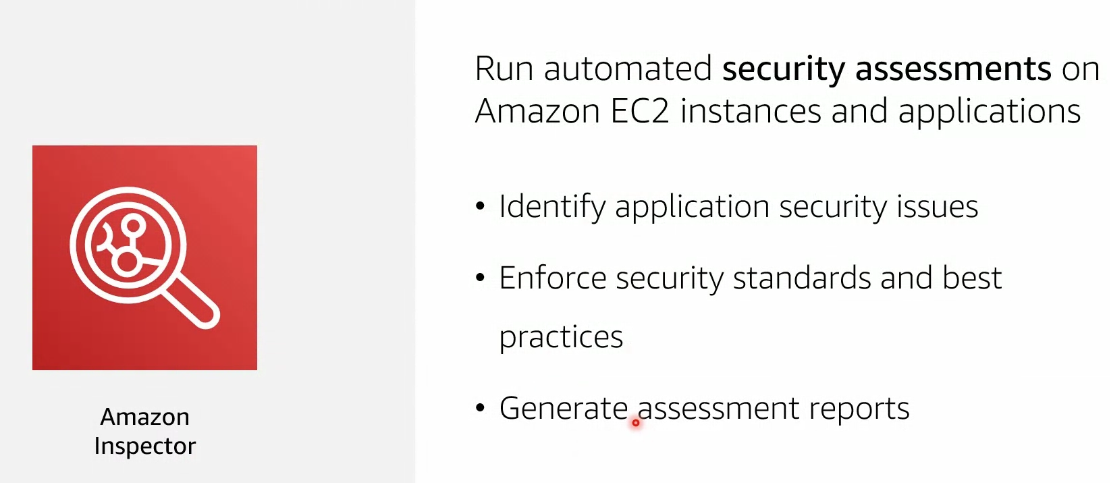 Run automated security assessments on
Amazon EC2 instances and applications
• Identify application security issues
• Enforce security standards and best
practices
• Generate assessment reports
Amazon
Inspector